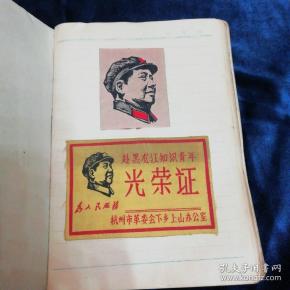 赴黑龙江知识青年
光荣证
为人民服务
杭州市革委会下乡上山办公室
孔夫子旧书网